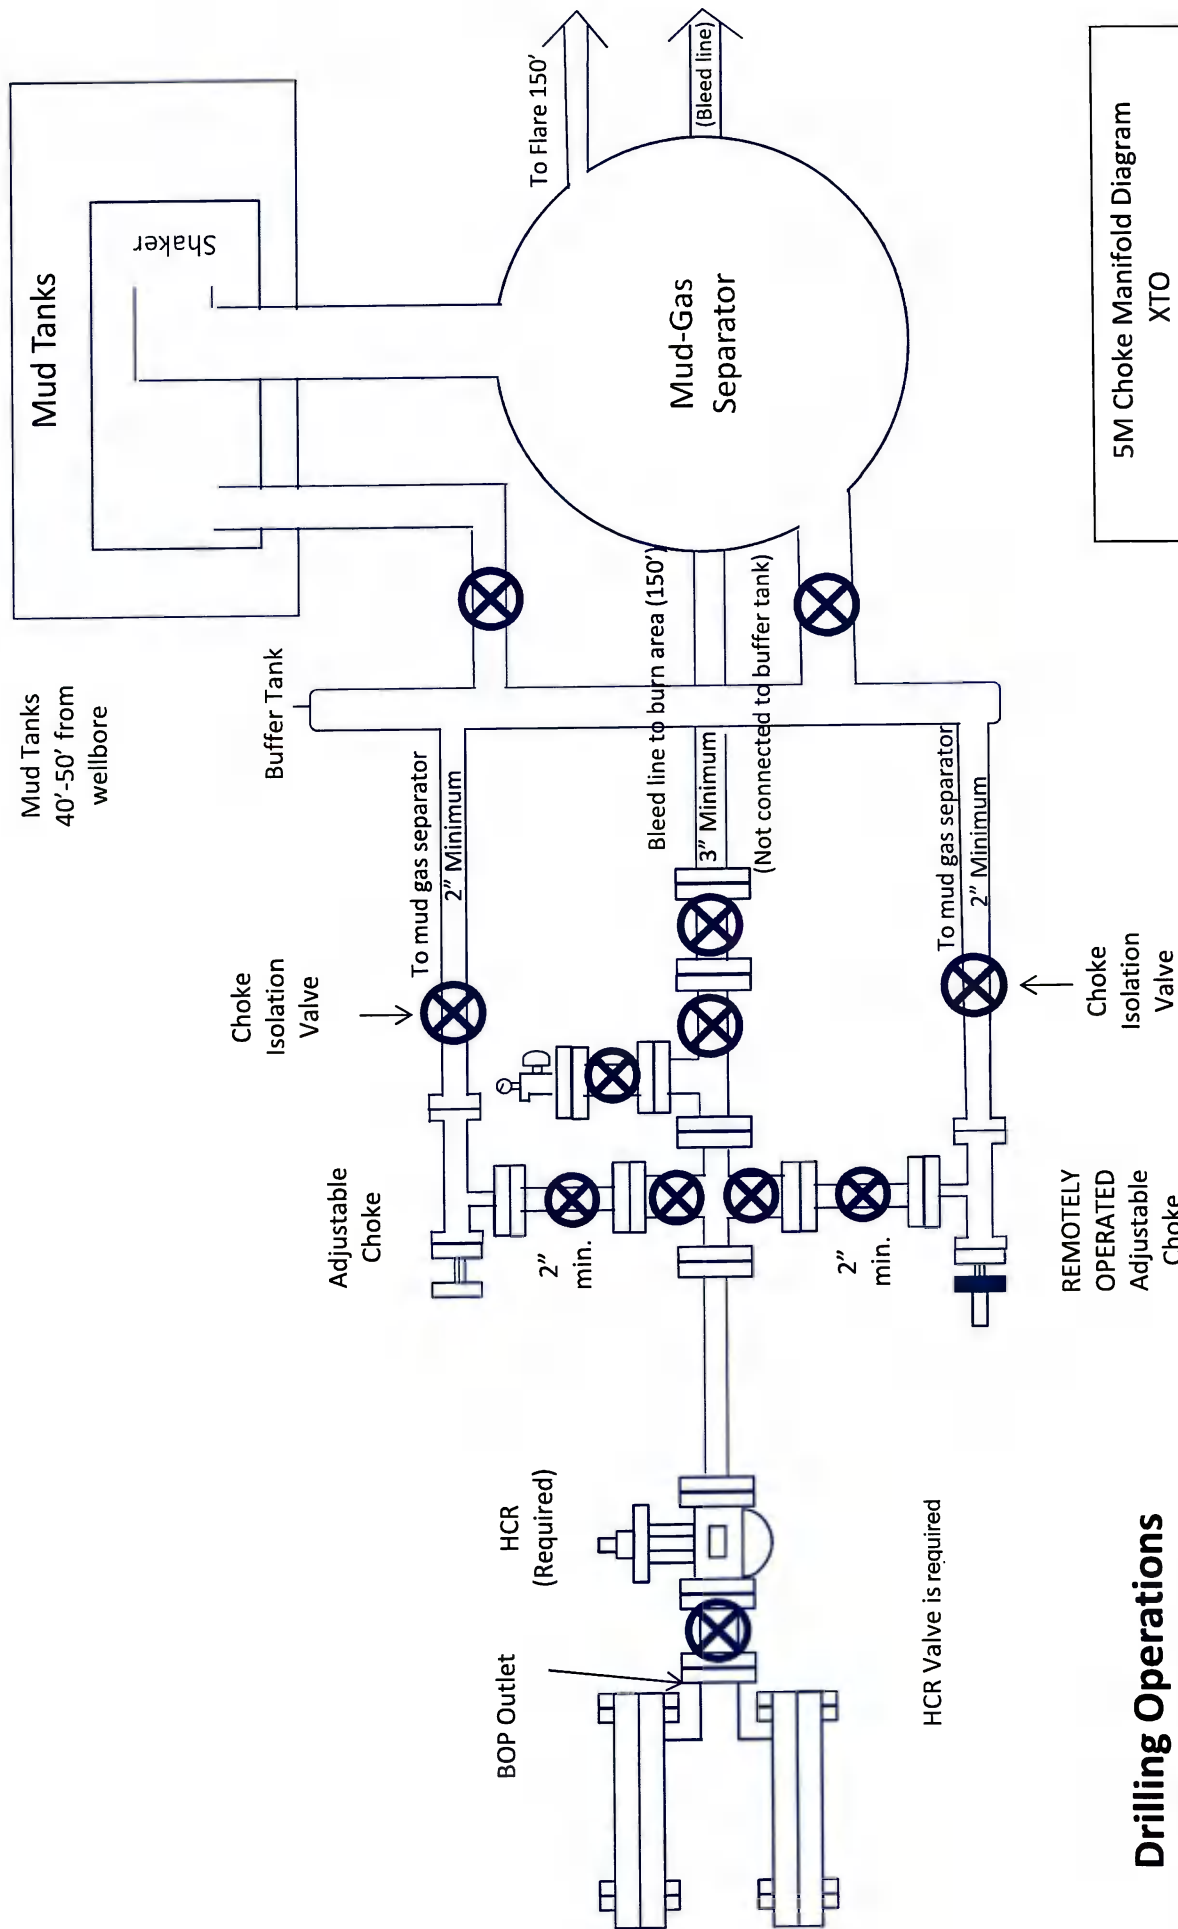 Mud Tanks
40’-50’ from
wellbore
Mud Tanks
Shaker
Buffer Tank
To Flare 150’
(Bleed line)
Mud-Gas
Separator
Choke
Isolation
Valve
To mud gas separator
2” Minimum
Bleed line to burn area (150’)
3” Minimum
(Not connected to buffer tank)
To mud gas separator
2” Minimum
Choke
Isolation
Valve
Adjustable
Choke
2”
min.
2”
min.
REMOTELY
OPERATED
Adjustable
Choke
HCR
(Required)
BOP Outlet
HCR Valve is required
Drilling Operations
5M Choke Manifold Diagram
XTO